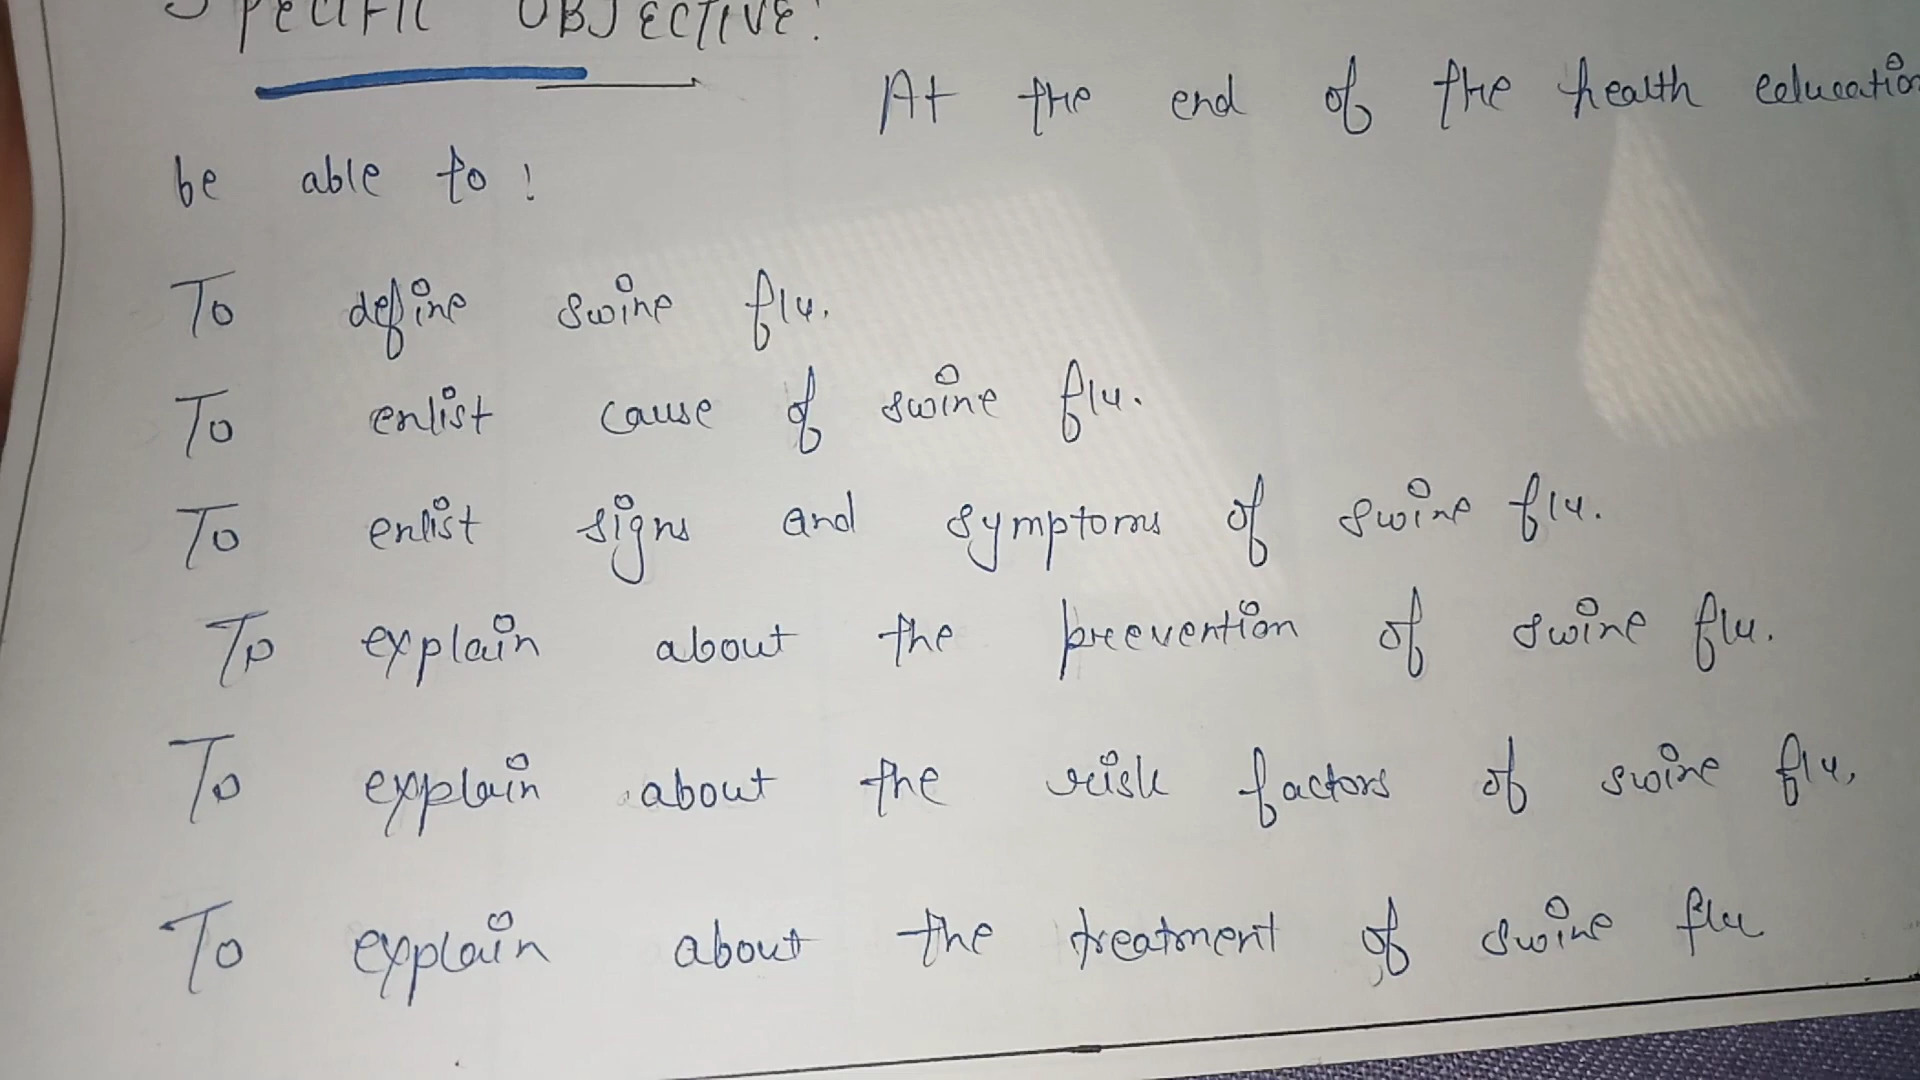 SPECIFIC OBJECTIVE:
At the end of the health education
be able to:
To define swine flu.
To enlist cause of swine flu.
To enlist signs and symptoms of swine flu.
To explain about the preevention of swine flu.
To explain about the risk factors of swine flu,
To explain about the treatment of swine flu